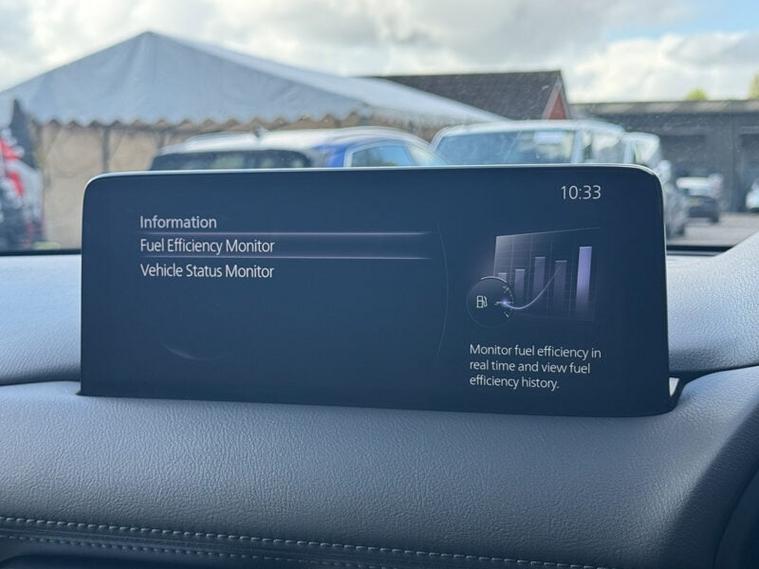 10:33
Information
Fuel Efficiency Monitor
Vehicle Status Monitor
Monitor fuel efficiency in
real time and view fuel
efficiency history.